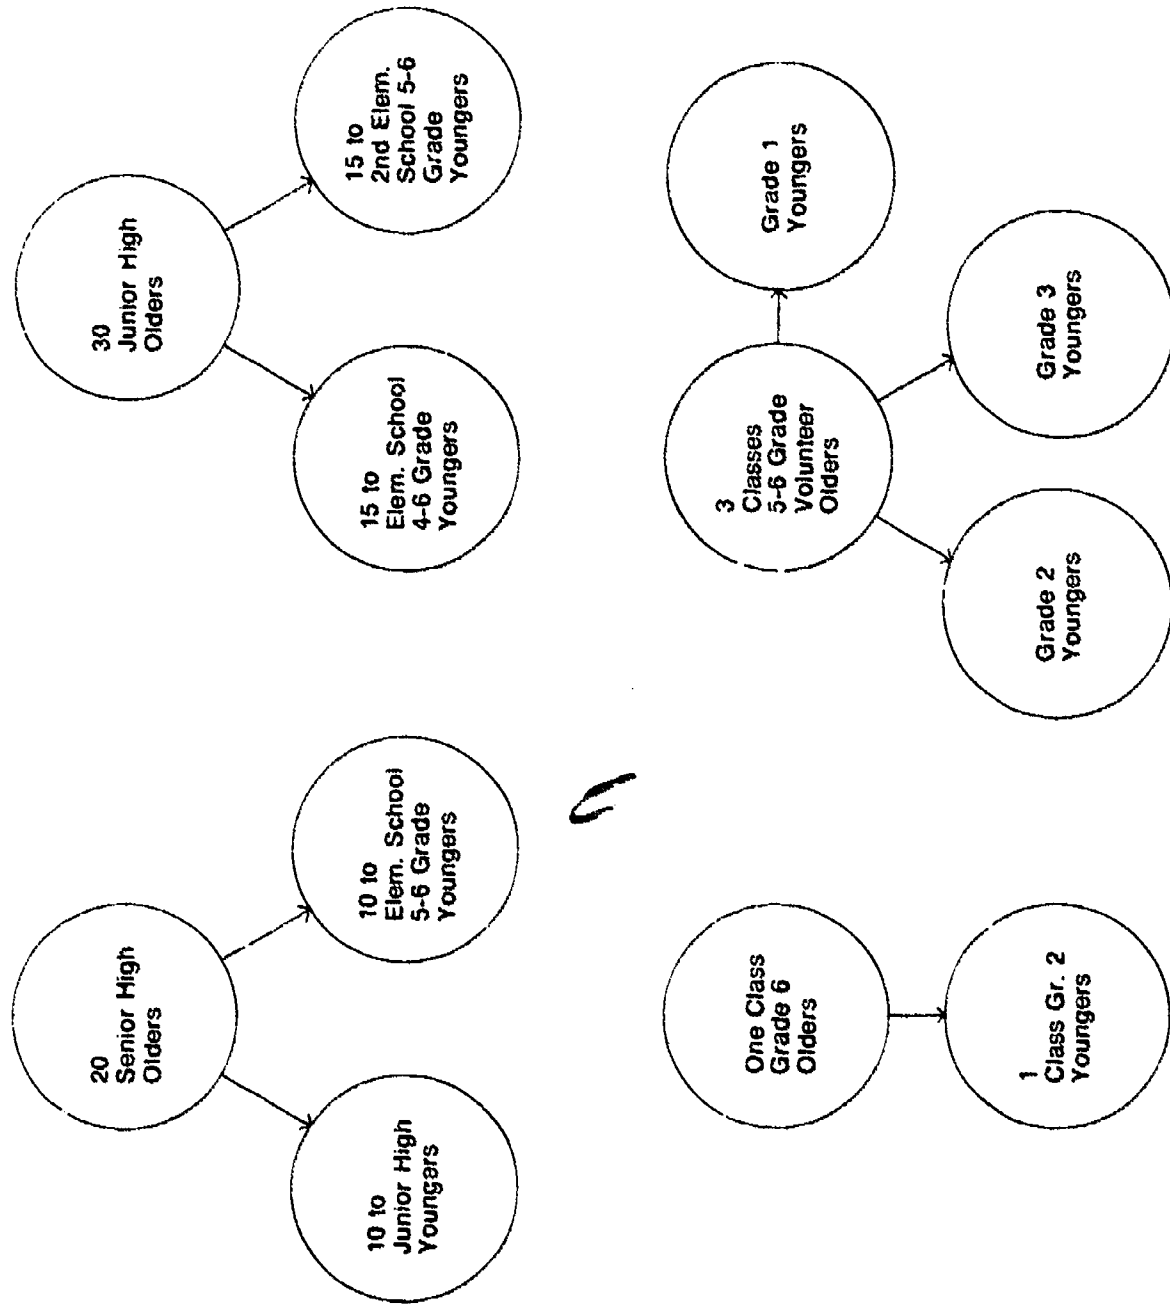 20
Senior High
Olders
10 to
Junior High
Youngers
10 to
Elem. School
5-6 Grade
Youngers
30
Junior High
Olders
15 to
Elem. School
4-6 Grade
Youngers
15 to
2nd Elem.
School 5-6
Grade
Youngers
One Class
Grade 6
Olders
1
Class Gr. 2
Youngers
3
Classes
5-6 Grade
Volunteer
Olders
Grade 1
Youngers
Grade 2
Youngers
Grade 3
Youngers